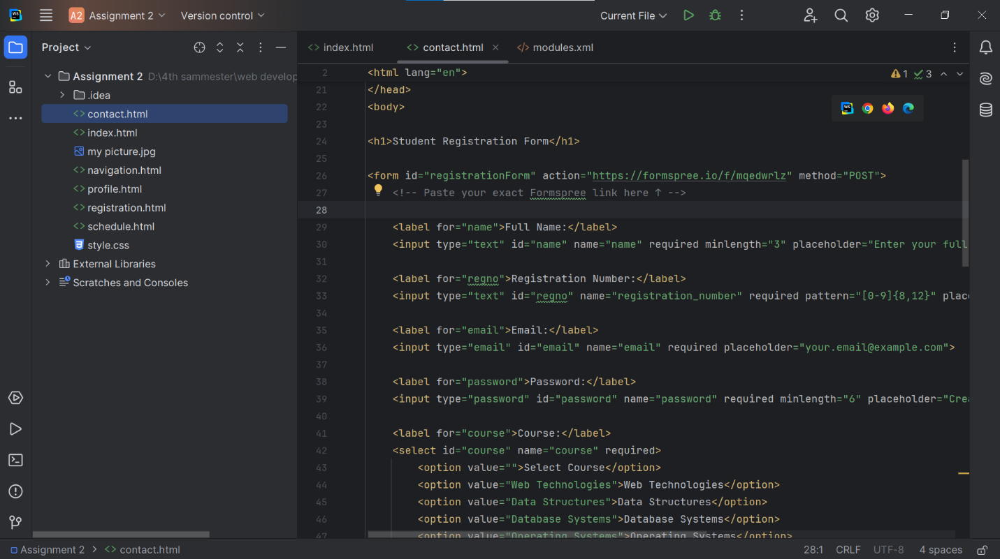 WS A2 Assignment 2 Version control Current File
Project
index.html contact.html modules.xml
Assignment 2 D:\4th sammester\web develop
.idea
contact.html
index.html
my picture.jpg
navigation.html
profile.html
registration.html
schedule.html
style.css
External Libraries
Scratches and Consoles
2 <html lang="en"> 1 3
21 </head>
22 <body>
WS
23
24 <h1>Student Registration Form</h1>
25
26 <form id="registrationForm" action="https://formspree.io/f/mqedwrlz" method="POST">
27 <!-- Paste your exact Formspree link here ↑ -->
28
29 <label for="name">Full Name:</label>
30 <input type="text" id="name" name="name" required minlength="3" placeholder="Enter your full
31
32 <label for="regno">Registration Number:</label>
33 <input type="text" id="regno" name="registration_number" required pattern="[0-9]{8,12}" plac
34
35 <label for="email">Email:</label>
36 <input type="email" id="email" name="email" required placeholder="your.email@example.com">
37
38 <label for="password">Password:</label>
39 <input type="password" id="password" name="password" required minlength="6" placeholder="Crea
40
41 <label for="course">Course:</label>
42 <select id="course" name="course" required>
43 <option value="">Select Course</option>
44 <option value="Web Technologies">Web Technologies</option>
45 <option value="Data Structures">Data Structures</option>
46 <option value="Database Systems">Database Systems</option>
47 <option value="Operating Systems">Operating Systems</option>
Assignment 2 > contact.html 28:1 CRLF UTF-8 4 spaces